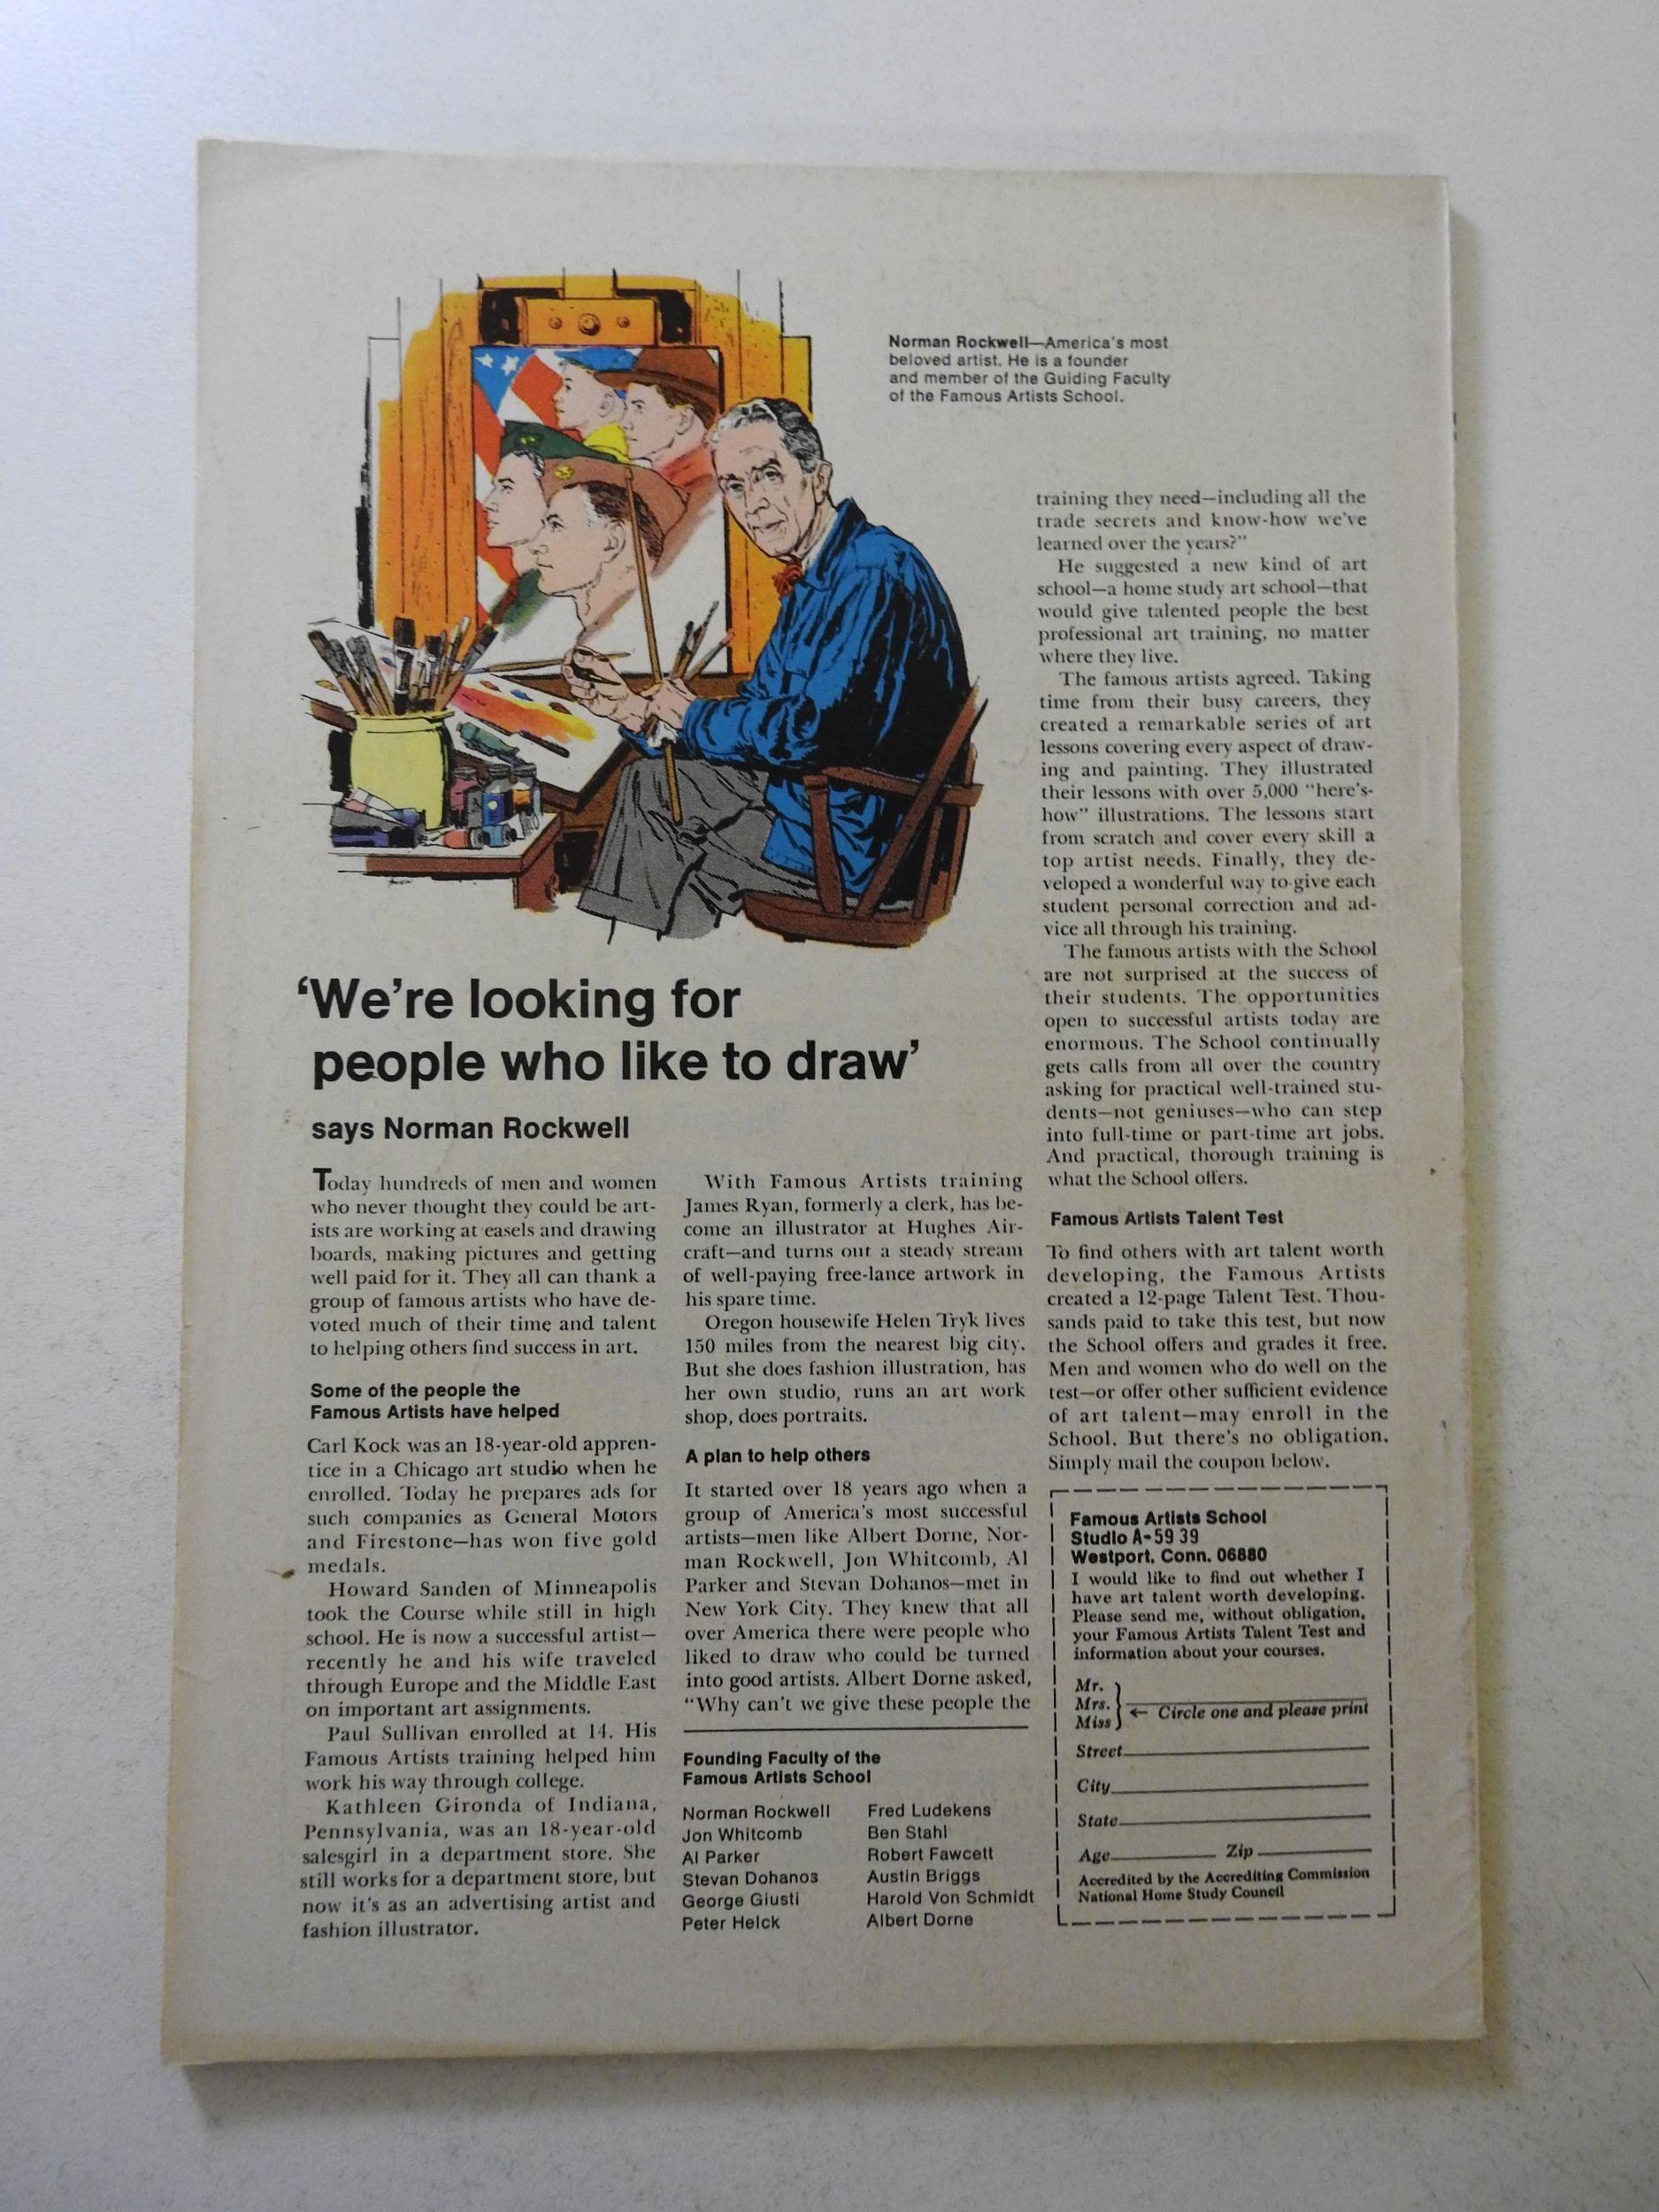 Norman Rockwell—America's most
beloved artist. He is a founder
and member of the Guiding Faculty
of the Famous Artists School.
'We're looking for
people who like to draw'
says Norman Rockwell
Today hundreds of men and women
who never thought they could be art-
ists are working at easels and drawing
boards, making pictures and getting
well paid for it. They all can thank a
group of famous artists who have de-
voted much of their time and talent
to helping others find success in art.
Some of the people the
Famous Artists have helped
Carl Kock was an 18-year-old appren-
tice in a Chicago art studio when he
enrolled. Today he prepares ads for
such companies as General Motors
and Firestone—has won five gold
medals.
Howard Sanden of Minneapolis
took the Course while still in high
school. He is now a successful artist—
recently he and his wife traveled
through Europe and the Middle East
on important art assignments.
Paul Sullivan enrolled at 14. His
Famous Artists training helped him
work his way through college.
Kathleen Gironda of Indiana,
Pennsylvania, was an 18-year-old
salesgirl in a department store. She
still works for a department store, but
now it's as an advertising artist and
fashion illustrator.
With Famous Artists training
James Ryan, formerly a clerk, has be-
come an illustrator at Hughes Air-
craft—and turns out a steady stream
of well-paying free-lance artwork in
his spare time.
Oregon housewife Helen Tryk lives
150 miles from the nearest big city.
But she does fashion illustration, has
her own studio, runs an art work
shop, does portraits.
A plan to help others
It started over 18 years ago when a
group of America's most successful
artists—men like Albert Dorne, Nor-
man Rockwell, Jon Whitcomb, Al
Parker and Stevan Dohanos—met in
New York City. They knew that all
over America there were people who
liked to draw who could be turned
into good artists. Albert Dorne asked,
"Why can't we give these people the
training they need—including all the
trade secrets and know-how we've
learned over the years?"
He suggested a new kind of art
school—a home study art school—that
would give talented people the best
professional art training, no matter
where they live.
The famous artists agreed. Taking
time from their busy careers, they
created a remarkable series of art
lessons covering every aspect of draw-
ing and painting. They illustrated
their lessons with over 5,000 "here's-
how" illustrations. The lessons start
from scratch and cover every skill a
top artist needs. Finally, they de-
veloped a wonderful way to give each
student personal correction and ad-
vice all through his training.
The famous artists with the School
are not surprised at the success of
their students. The opportunities
open to successful artists today are
enormous. The School continually
gets calls from all over the country
asking for practical well-trained stu-
dents—not geniuses—who can step
into full-time or part-time art jobs.
And practical, thorough training is
what the School offers.
Famous Artists Talent Test
To find others with art talent worth
developing, the Famous Artists
created a 12-page Talent Test. Thou-
sands paid to take this test, but now
the School offers and grades it free.
Men and women who do well on the
test—or offer other sufficient evidence
of art talent—may enroll in the
School. But there's no obligation.
Simply mail the coupon below.
Founding Faculty of the
Famous Artists School
Norman Rockwell
Jon Whitcomb
Al Parker
Stevan Dohanos
George Giusti
Peter Helck
Fred Ludekens
Ben Stahl
Robert Fawcett
Austin Briggs
Harold Von Schmidt
Albert Dorne
Famous Artists School
Studio A-59 39
Westport, Conn. 06880
I would like to find out whether I
have art talent worth developing.
Please send me, without obligation,
your Famous Artists Talent Test and
information about your courses.
Mr.
Mrs.
Miss
← Circle one and please print
Street
City
State
Age Zip
Accredited by the Accrediting Commission
National Home Study Council